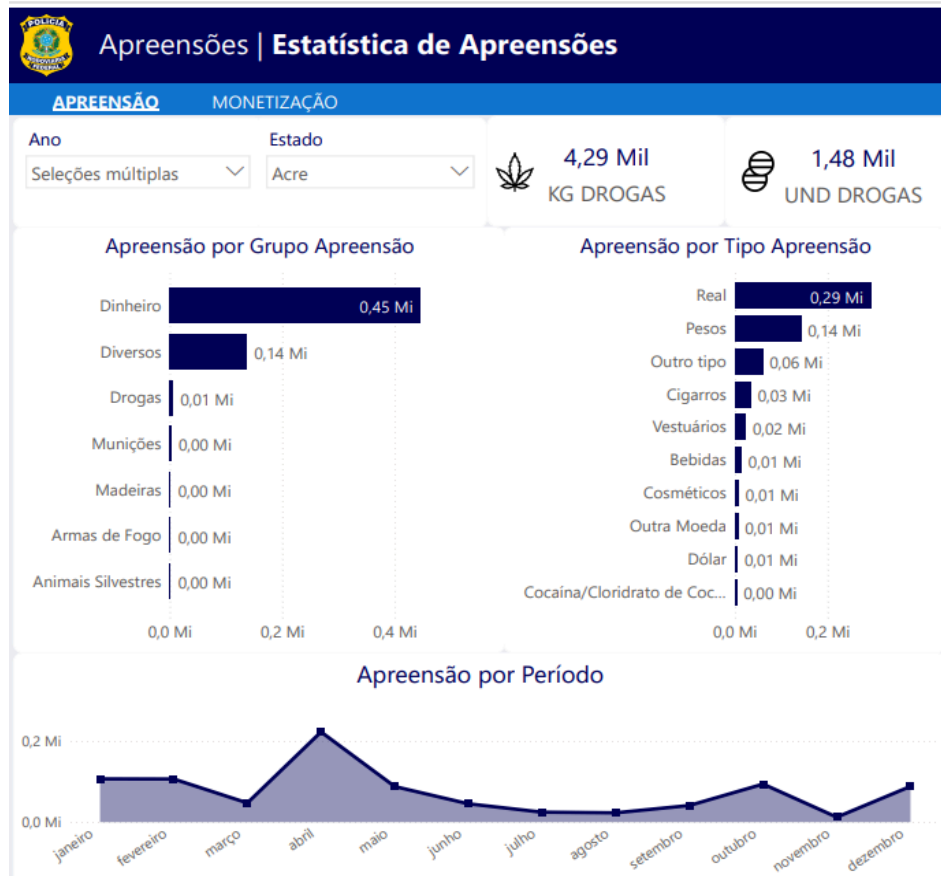 POLÍCIA
RODOVIÁRIA
FEDERAL
Apreensões | Estatística de Apreensões
APREENSÃO MONETIZAÇÃO
Ano
Seleções múltiplas
Estado
Acre
4,29 Mil
KG DROGAS
1,48 Mil
UND DROGAS
Apreensão por Grupo Apreensão
Dinheiro 0,45 Mi
Diversos 0,14 Mi
Drogas 0,01 Mi
Munições 0,00 Mi
Madeiras 0,00 Mi
Armas de Fogo 0,00 Mi
Animais Silvestres 0,00 Mi
0,0 Mi 0,2 Mi 0,4 Mi
Apreensão por Tipo Apreensão
Real 0,29 Mi
Pesos 0,14 Mi
Outro tipo 0,06 Mi
Cigarros 0,03 Mi
Vestuários 0,02 Mi
Bebidas 0,01 Mi
Cosméticos 0,01 Mi
Outra Moeda 0,01 Mi
Dólar 0,01 Mi
Cocaína/Cloridrato de Coc... 0,00 Mi
0,0 Mi 0,2 Mi
Apreensão por Período
0,2 Mi
0,0 Mi
janeiro fevereiro março abril maio junho julho agosto setembro outubro novembro dezembro